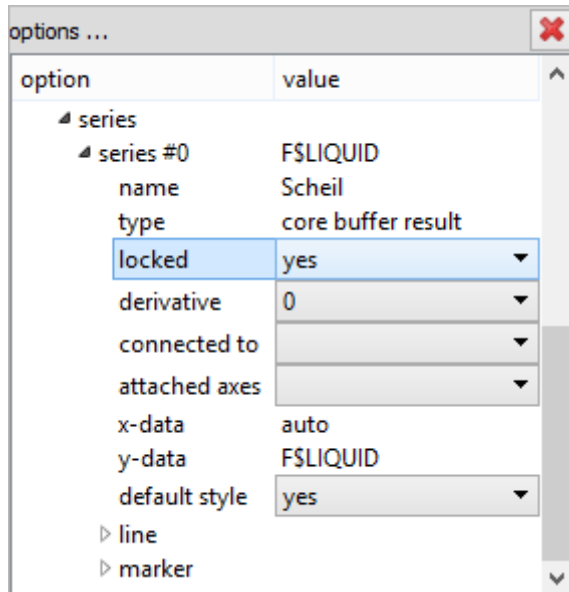 options ...
option value
series
series #0 F$LIQUID
name Scheil
type core buffer result
locked yes
derivative 0
connected to
attached axes
x-data auto
y-data F$LIQUID
default style yes
line
marker